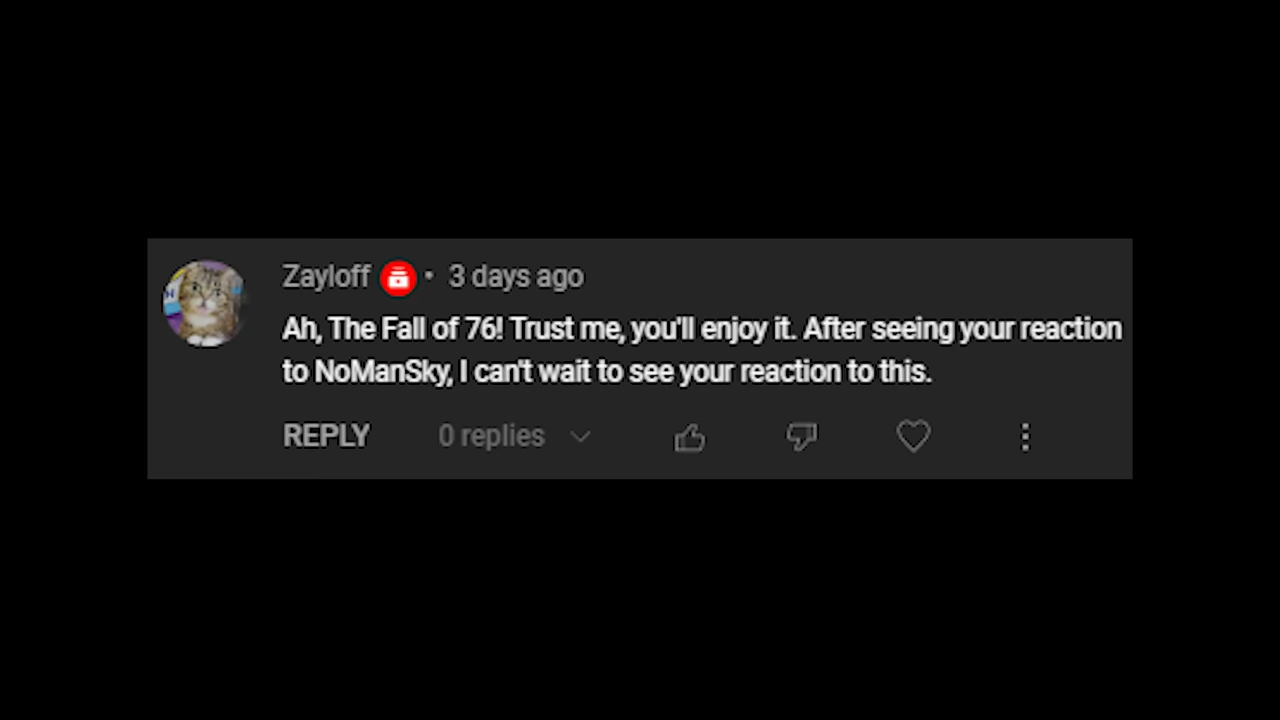 Zayloff • 3 days ago
Ah, The Fall of 76! Trust me, you'll enjoy it. After seeing your reaction
to NoManSky, I can't wait to see your reaction to this.
REPLY 0 replies